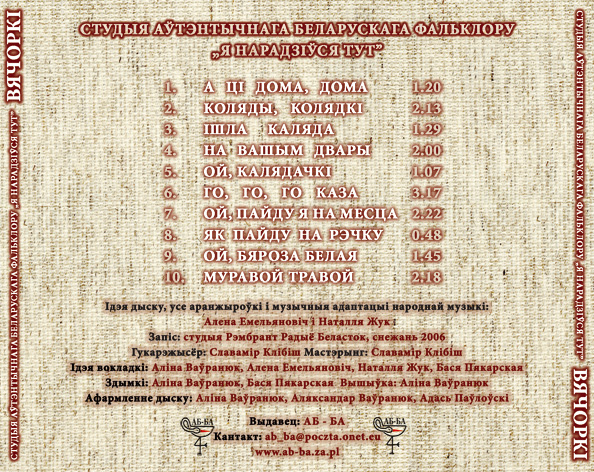 СТУДЫЯ АЎТЭНТЫЧНАГА БЕЛАРУСКАГА ФАЛЬКЛОРУ
„Я НАРАДЗІЎСЯ ТУТ”
1. А ЦІ ДОМА, ДОМА 1.20
2. КОЛЯДЫ, КОЛЯДКІ 2.13
3. ІШЛА КАЛЯДА 1.29
4. НА ВАШЫМ ДВАРЫ 2.00
5. ОЙ, КАЛЯДАЧКІ 1.07
6. ГО, ГО, ГО КАЗА 3.17
7. ОЙ, ПАЙДУ Я НА МЕСЦА 2.22
8. ЯК ПАЙДУ НА РЭЧКУ 0.48
9. ОЙ, БЯРОЗА БЕЛАЯ 1.45
10. МУРАВОЙ ТРАВОЙ 2.18
Ідэя дыску, усе аранжыроўкі і музычныя адаптацыі народнай музыкі:
Алена Емельяновіч і Наталля Жук.
Запіс: студыя Рэмбрант Радыё Беласток, снежань 2006
Гукарэжысёр: Славамір Клібіш Мастэрынг: Славамір Клібіш
Ідэя вокладкі: Аліна Ваўранюк, Алена Емельяновіч, Наталля Жук, Бася Пякарская
Здымкі: Аліна Ваўранюк, Бася Пякарская Вышыўка: Аліна Ваўранюк
Афармленне дыску: Аліна Ваўранюк, Аляксандар Ваўранюк, Адась Паўлоўскі
АБ-БА
Выдавец: АБ - БА
Кантакт: ab_ba@poczta.onet.eu
www.ab-ba.za.pl
АБ-БА
СТУДЫЯ АЎТЭНТЫЧНАГА БЕЛАРУСКАГА ФАЛЬКЛОРУ „Я НАРАДЗІЎСЯ ТУТ” ВЯЧОРКІ
СТУДЫЯ АЎТЭНТЫЧНАГА БЕЛАРУСКАГА ФАЛЬКЛОРУ „Я НАРАДЗІЎСЯ ТУТ” ВЯЧОРКІ